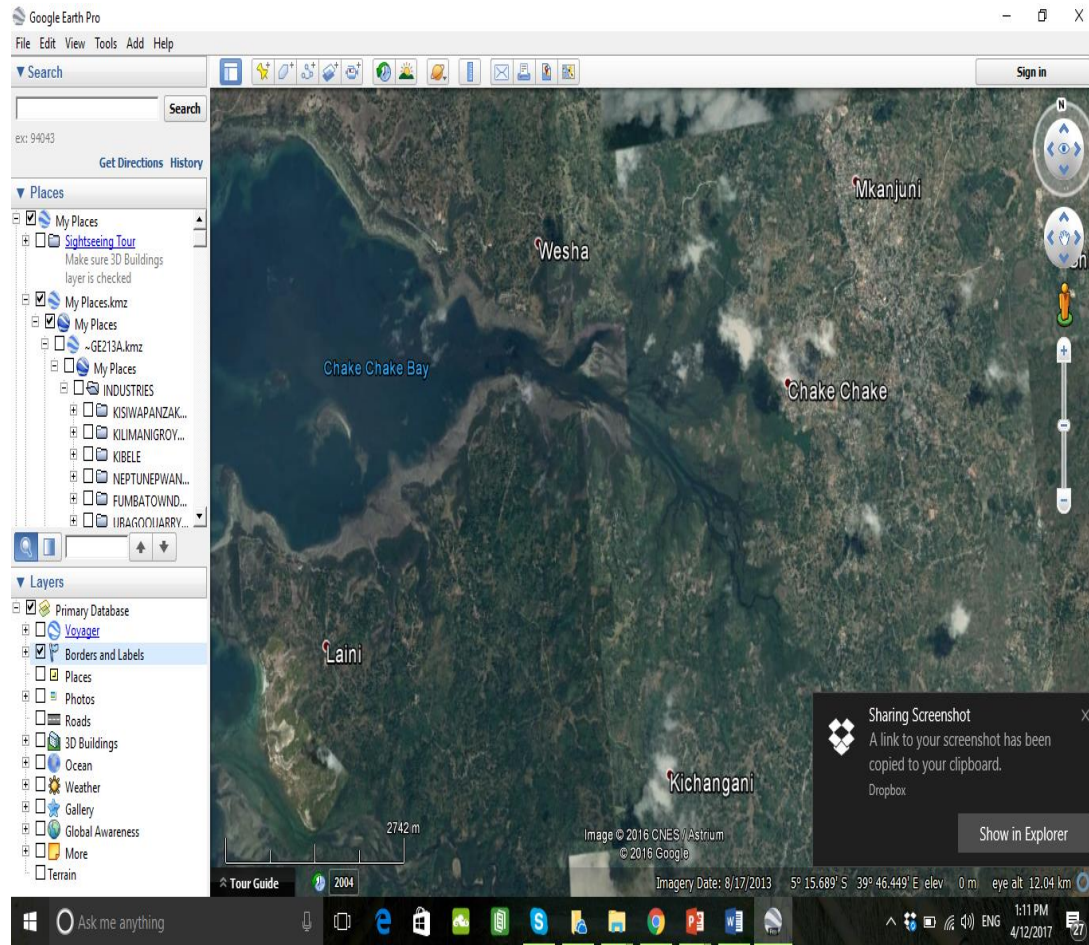 Google Earth Pro
File Edit View Tools Add Help
Search
Search
ex: 94043
Get Directions History
Places
My Places
Sightseeing Tour
Make sure 3D Buildings
layer is checked
My Places.kmz
My Places
~GE213A.kmz
My Places
INDUSTRIES
KISIWAPANZAK...
KILIMANIGROY...
KIBELE
NEPTUNEPWAN...
FUMBATOWND...
UBAGOQUARRY...
Layers
Primary Database
Voyager
Borders and Labels
Places
Photos
Roads
3D Buildings
Ocean
Weather
Gallery
Global Awareness
More
Terrain
Sign in
N
Mkanjuni
Wesha
Chake Chake Bay
Chake Chake
Laini
Kichangani
2742 m
Image © 2016 CNES / Astrium
© 2016 Google
Tour Guide
2004
Imagery Date: 8/17/2013 5° 15.689' S 39° 46.449' E elev 0 m eye alt 12.04 km
Sharing Screenshot
A link to your screenshot has been
copied to your clipboard.
Dropbox
Show in Explorer
Ask me anything
ENG
1:11 PM
4/12/2017
27